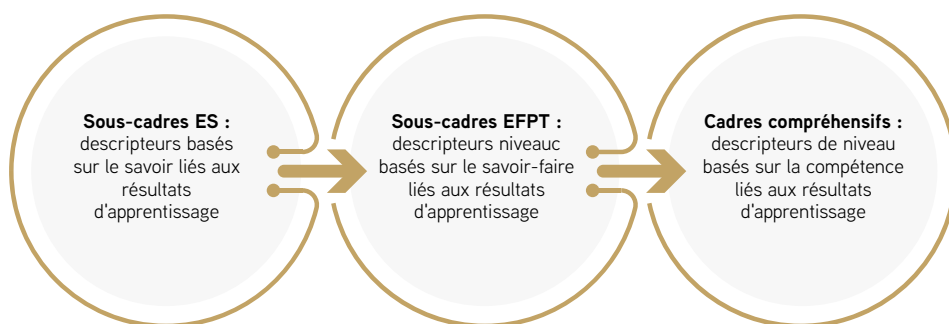 Sous-cadres ES :
descripteurs basés
sur le savoir liés aux
résultats
d'apprentissage
Sous-cadres EFPT :
descripteurs niveauc
basés sur le savoir-faire
liés aux résultats
d'apprentissage
Cadres compréhensifs :
descripteurs de niveau
basés sur la compétence
liés aux résultats
d'apprentissage